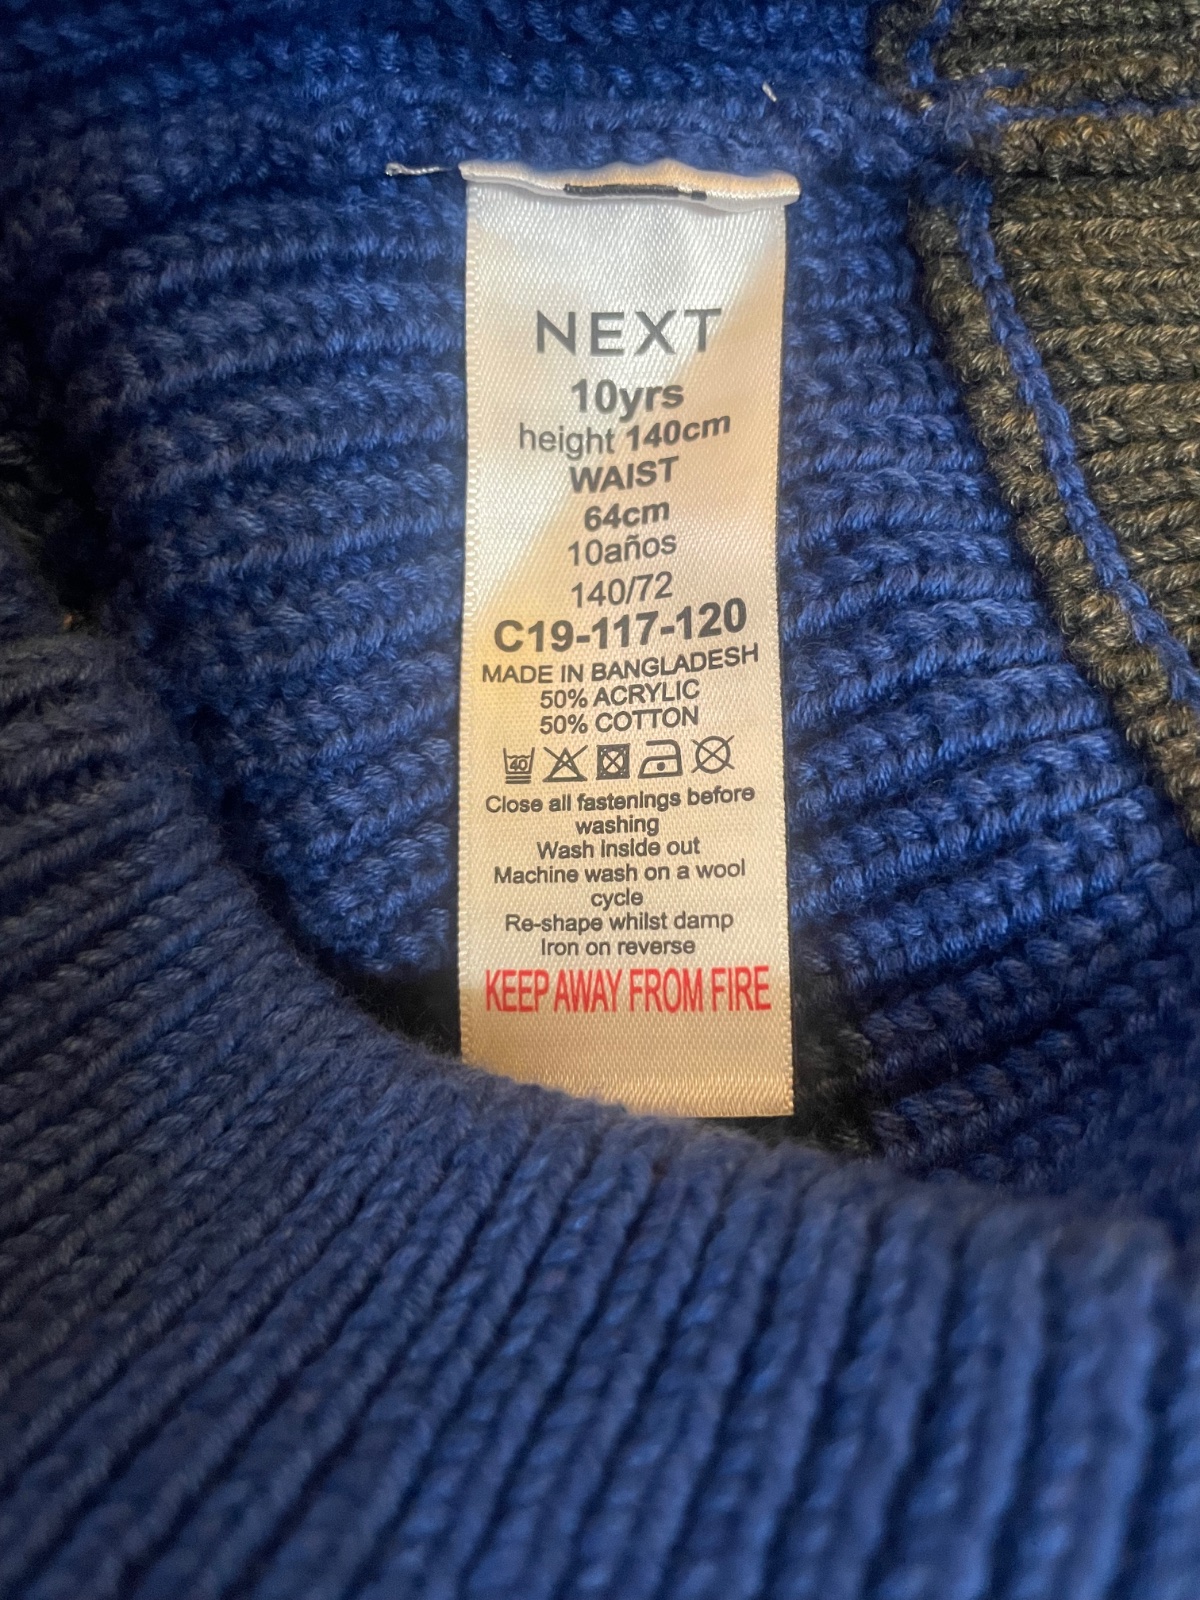 NEXT
10yrs
height 140cm
WAIST
64cm
10años
140/72
C19-117-120
MADE IN BANGLADESH
50% ACRYLIC
50% COTTON
40
Close all fastenings before
washing
Wash inside out
Machine wash on a wool
cycle
Re-shape whilst damp
Iron on reverse
KEEP AWAY FROM FIRE